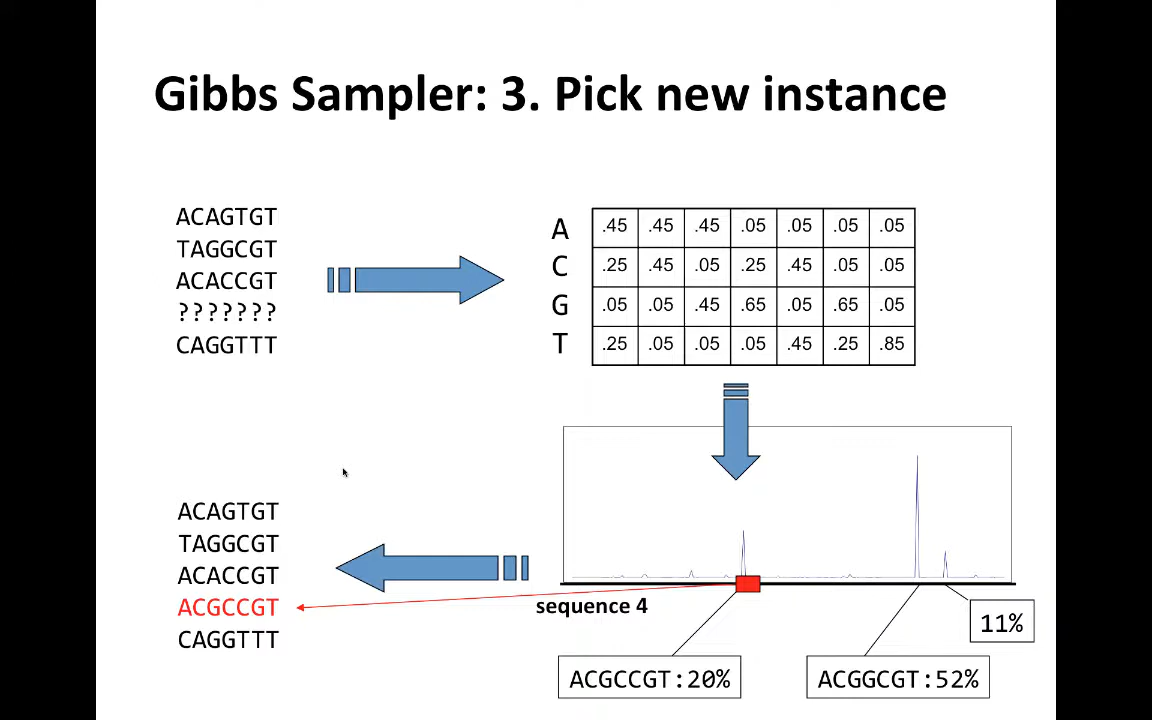 Gibbs Sampler: 3. Pick new instance
ACAGTGT
TAGGCGT
ACACCGT
???????
CAGGTTT
A .45 .45 .45 .05 .05 .05 .05
C .25 .45 .05 .25 .45 .05 .05
G .05 .05 .45 .65 .05 .65 .05
T .25 .05 .05 .05 .45 .25 .85
ACAGTGT
TAGGCGT
ACACCGT
ACGCCGT
CAGGTTT
sequence 4
11%
ACGCCGT:20%
ACGGCGT:52%